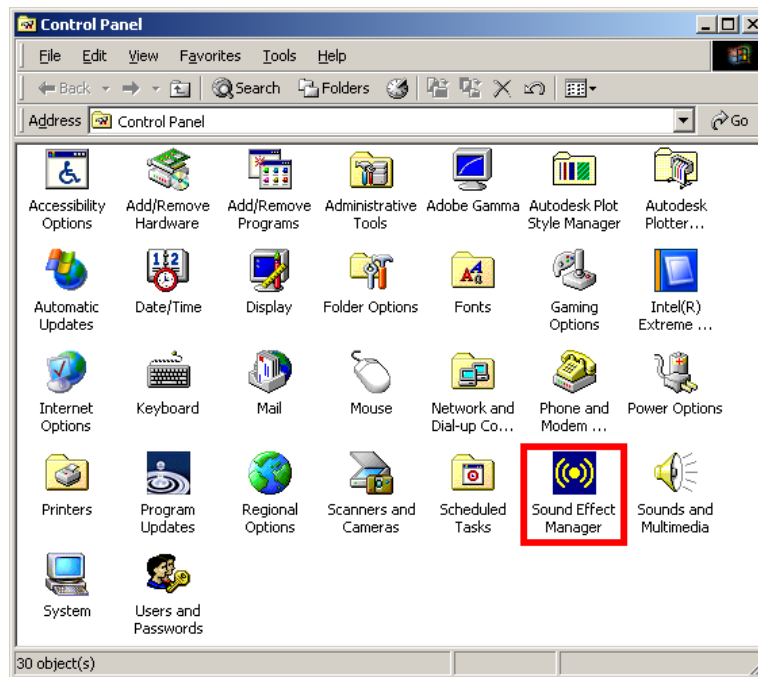 Control Panel
File Edit View Favorites Tools Help
Back Search Folders
Address Control Panel Go
Accessibility Options
Add/Remove Hardware
Add/Remove Programs
Administrative Tools
Adobe Gamma
Autodesk Plot Style Manager
Autodesk Plotter...
Automatic Updates
Date/Time
Display
Folder Options
Fonts
Gaming Options
Intel(R) Extreme ...
Internet Options
Keyboard
Mail
Mouse
Network and Dial-up Co...
Phone and Modem ...
Power Options
Printers
Program Updates
Regional Options
Scanners and Cameras
Scheduled Tasks
Sound Effect Manager
Sounds and Multimedia
System
Users and Passwords
30 object(s)